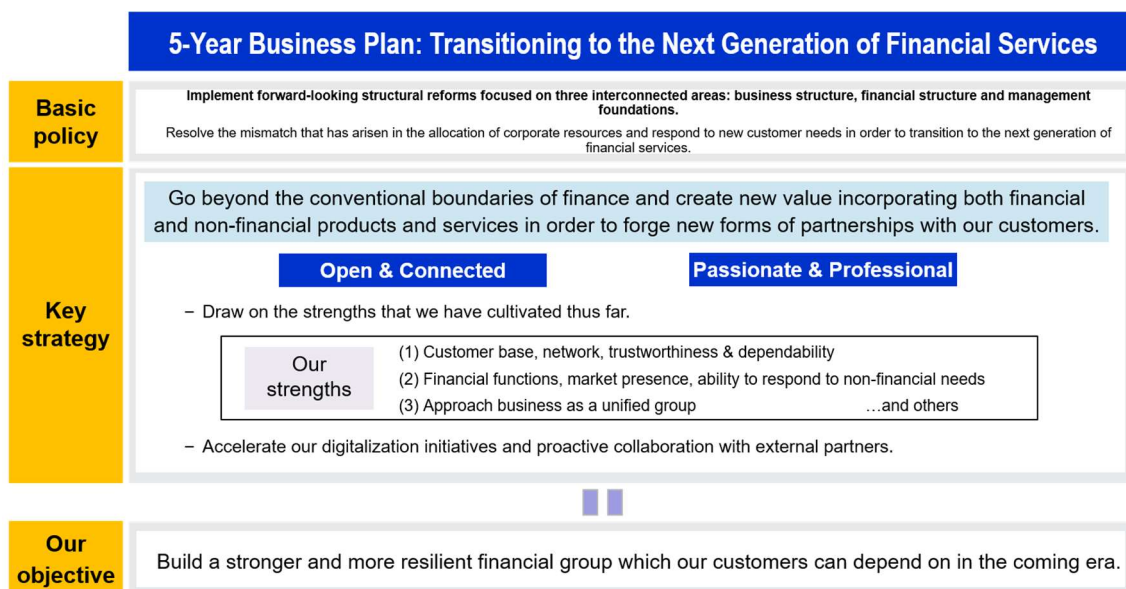 5-Year Business Plan: Transitioning to the Next Generation of Financial Services
Basic
policy
Implement forward-looking structural reforms focused on three interconnected areas: business structure, financial structure and management
foundations.
Resolve the mismatch that has arisen in the allocation of corporate resources and respond to new customer needs in order to transition to the next generation of
financial services.
Key
strategy
Go beyond the conventional boundaries of finance and create new value incorporating both financial
and non-financial products and services in order to forge new forms of partnerships with our customers.
Open & Connected
Passionate & Professional
− Draw on the strengths that we have cultivated thus far.
Our
strengths
(1) Customer base, network, trustworthiness & dependability
(2) Financial functions, market presence, ability to respond to non-financial needs
(3) Approach business as a unified group …and others
− Accelerate our digitalization initiatives and proactive collaboration with external partners.
Our
objective
Build a stronger and more resilient financial group which our customers can depend on in the coming era.